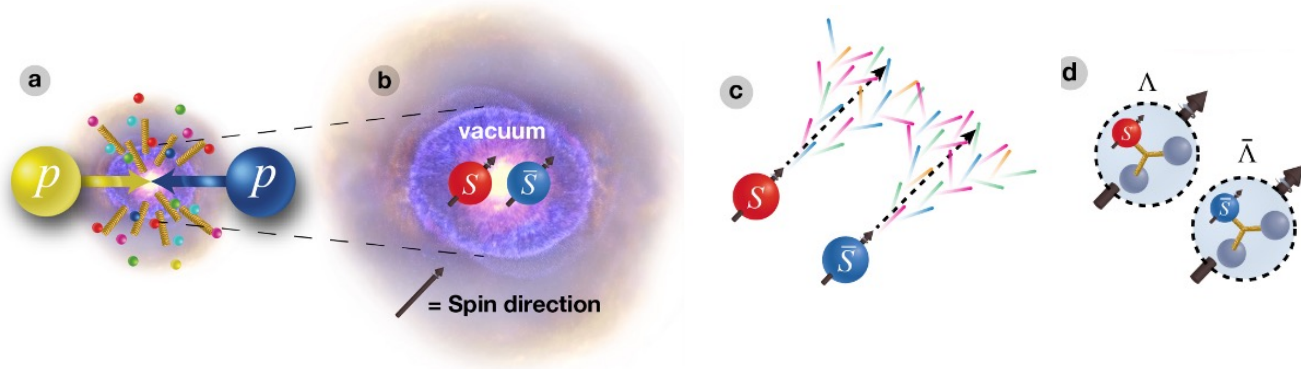 a
p
p
b
vacuum
S
S̅
= Spin direction
c
S
S̅
d
Λ
S
Λ̅
S̅